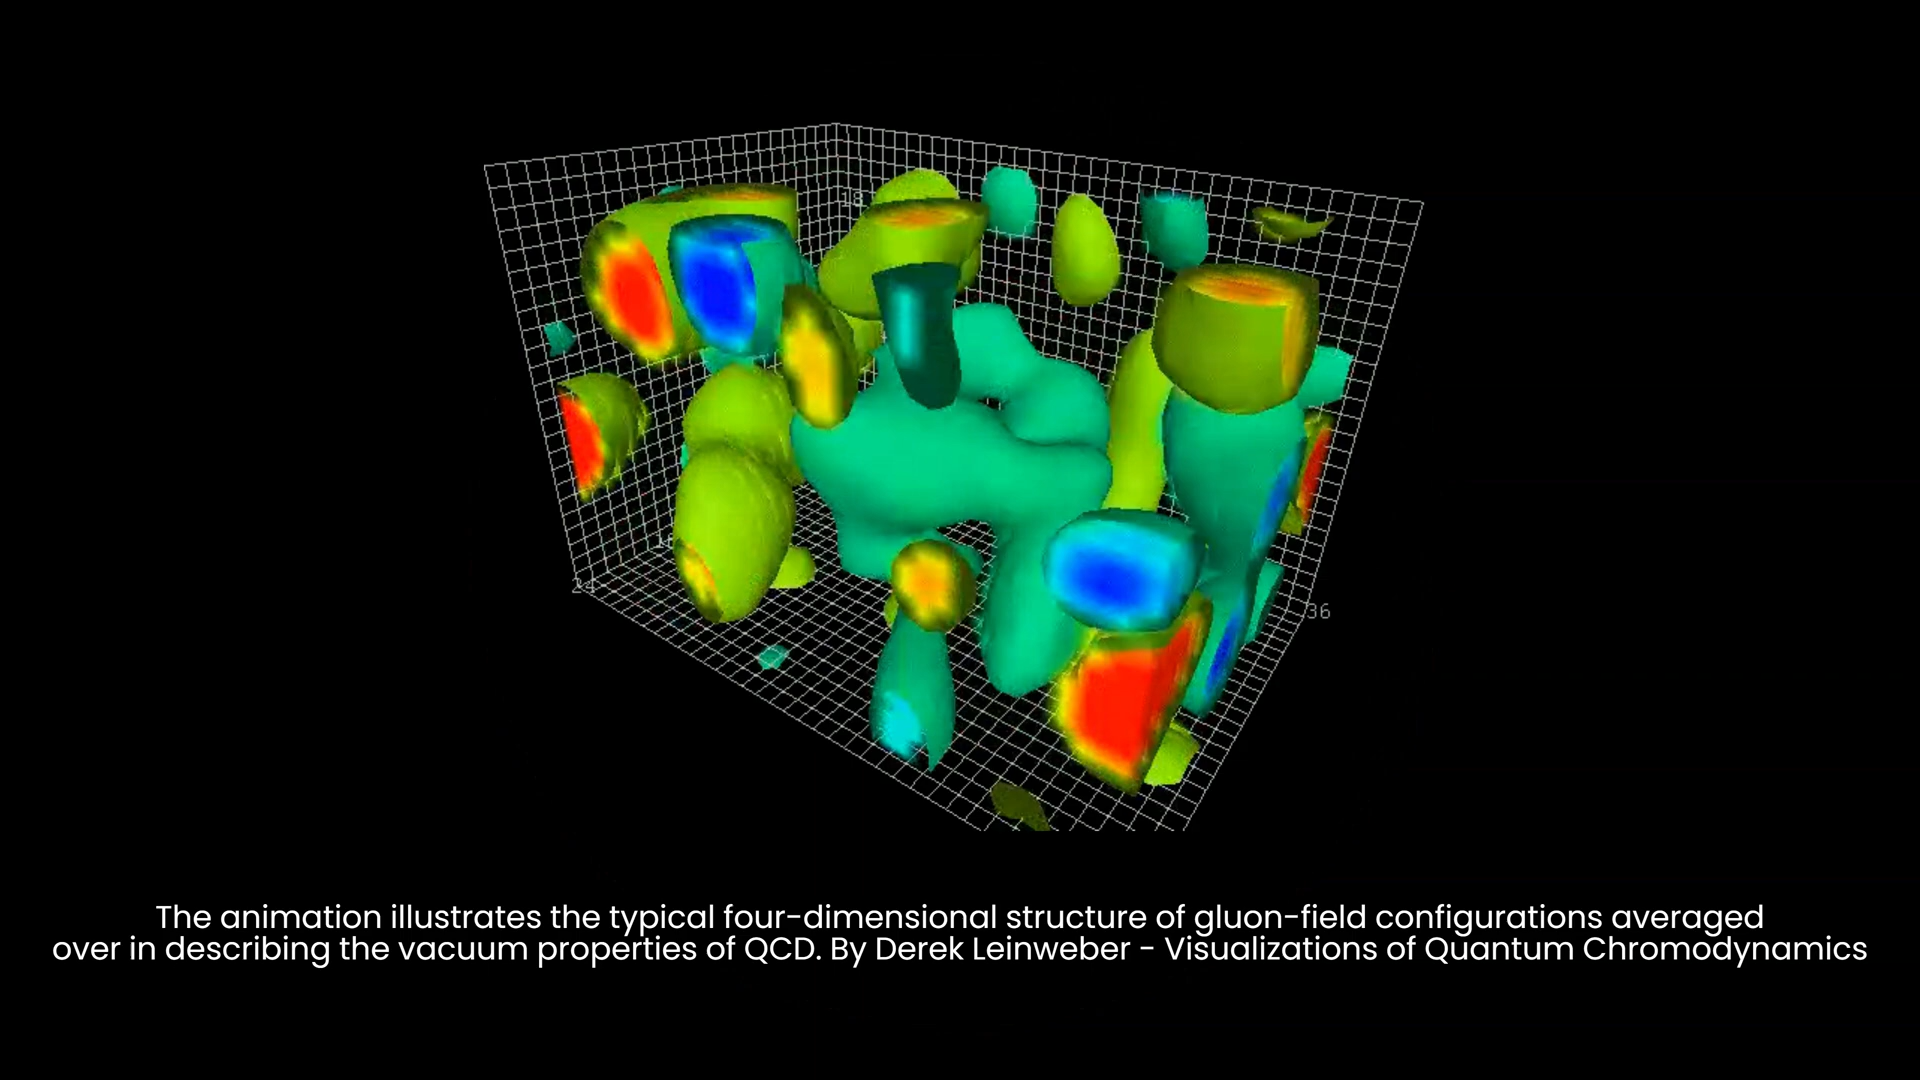 18
18
24
36
The animation illustrates the typical four-dimensional structure of gluon-field configurations averaged
over in describing the vacuum properties of QCD. By Derek Leinweber - Visualizations of Quantum Chromodynamics